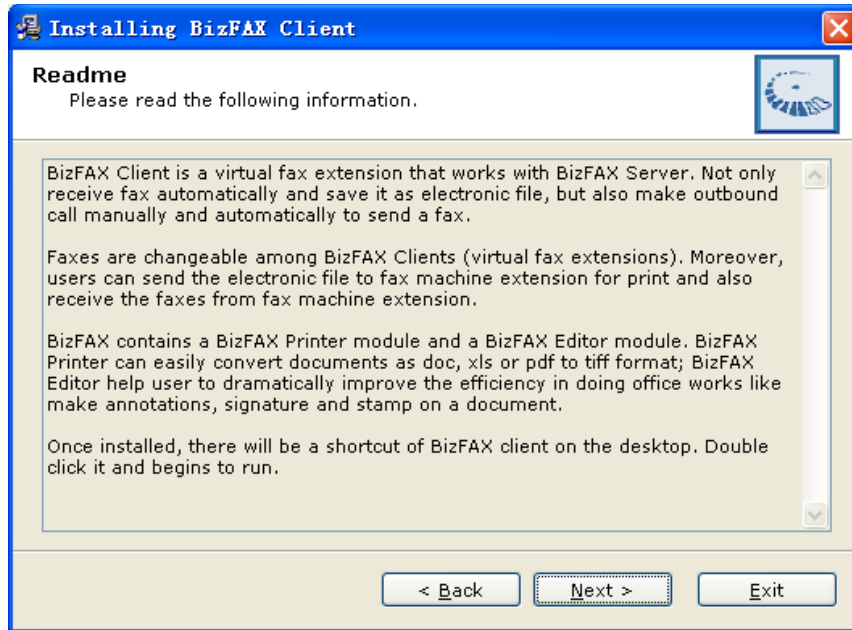 Installing BizFAX Client
Readme
Please read the following information.
BizFAX Client is a virtual fax extension that works with BizFAX Server. Not only
receive fax automatically and save it as electronic file, but also make outbound
call manually and automatically to send a fax.
Faxes are changeable among BizFAX Clients (virtual fax extensions). Moreover,
users can send the electronic file to fax machine extension for print and also
receive the faxes from fax machine extension.
BizFAX contains a BizFAX Printer module and a BizFAX Editor module. BizFAX
Printer can easily convert documents as doc, xls or pdf to tiff format; BizFAX
Editor help user to dramatically improve the efficiency in doing office works like
make annotations, signature and stamp on a document.
Once installed, there will be a shortcut of BizFAX client on the desktop. Double
click it and begins to run.
< Back Next > Exit